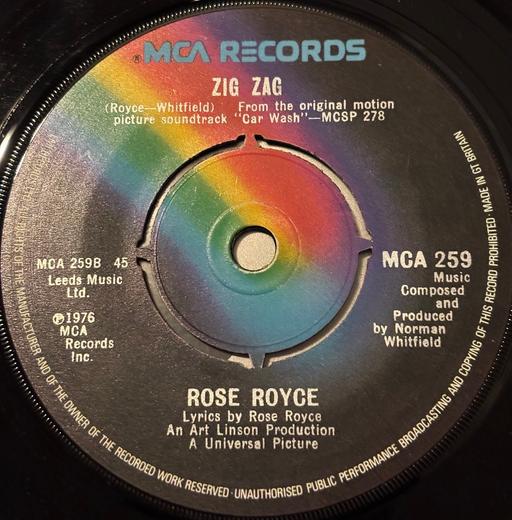 ® MCA RECORDS
ZIG ZAG
(Royce—Whitfield) From the original motion
picture soundtrack "Car Wash"—MCSP 278
MCA 259B 45
Leeds Music
Ltd.
℗1976
MCA
Records
Inc.
MCA 259
Music
Composed
and
Produced
by Norman
Whitfield
ROSE ROYCE
Lyrics by Rose Royce
An Art Linson Production
A Universal Picture
OF THE MANUFACTURER AND OF THE OWNER OF THE RECORDED WORK RESERVED·UNAUTHORISED PUBLIC PERFORMANCE BROADCASTING AND COPYING OF THIS RECORD PROHIBITED·MADE IN GT BRITAIN